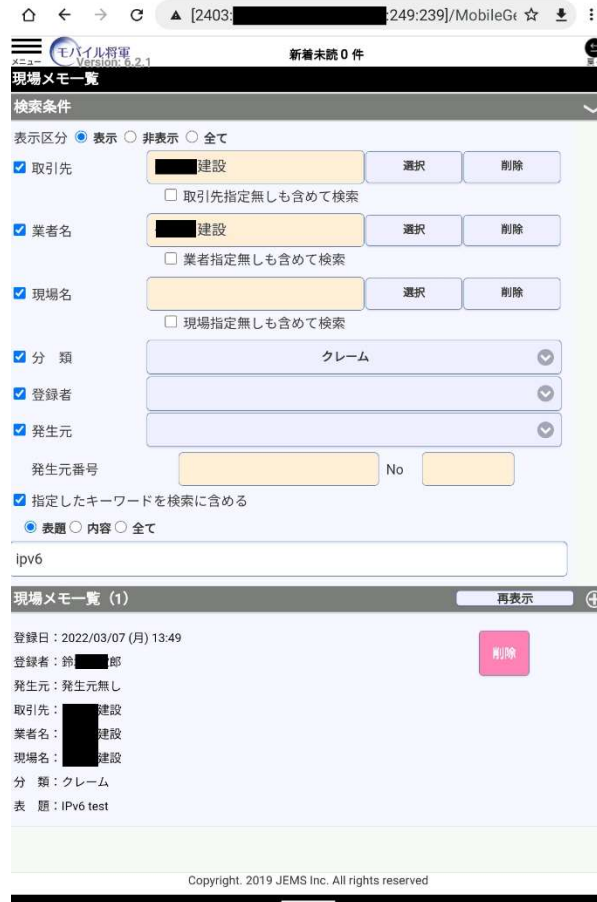 [2403: :249:239]/MobileGe
メニュー モバイル将軍 Version: 6.2.1 新着未読 0 件
現場メモ一覧
検索条件
表示区分 表示 非表示 全て
取引先 建設 選択 削除
取引先指定無しも含めて検索
業者名 建設 選択 削除
業者指定無しも含めて検索
現場名 選択 削除
現場指定無しも含めて検索
分 類 クレーム
登録者
発生元
発生元番号 No
指定したキーワードを検索に含める
表題 内容 全て
ipv6
現場メモ一覧（1） 再表示
登録日：2022/03/07 (月) 13:49 削除
登録者：鈴 郎
発生元：発生元無し
取引先： 建設
業者名： 建設
現場名： 建設
分 類：クレーム
表 題：IPv6 test
Copyright. 2019 JEMS Inc. All rights reserved